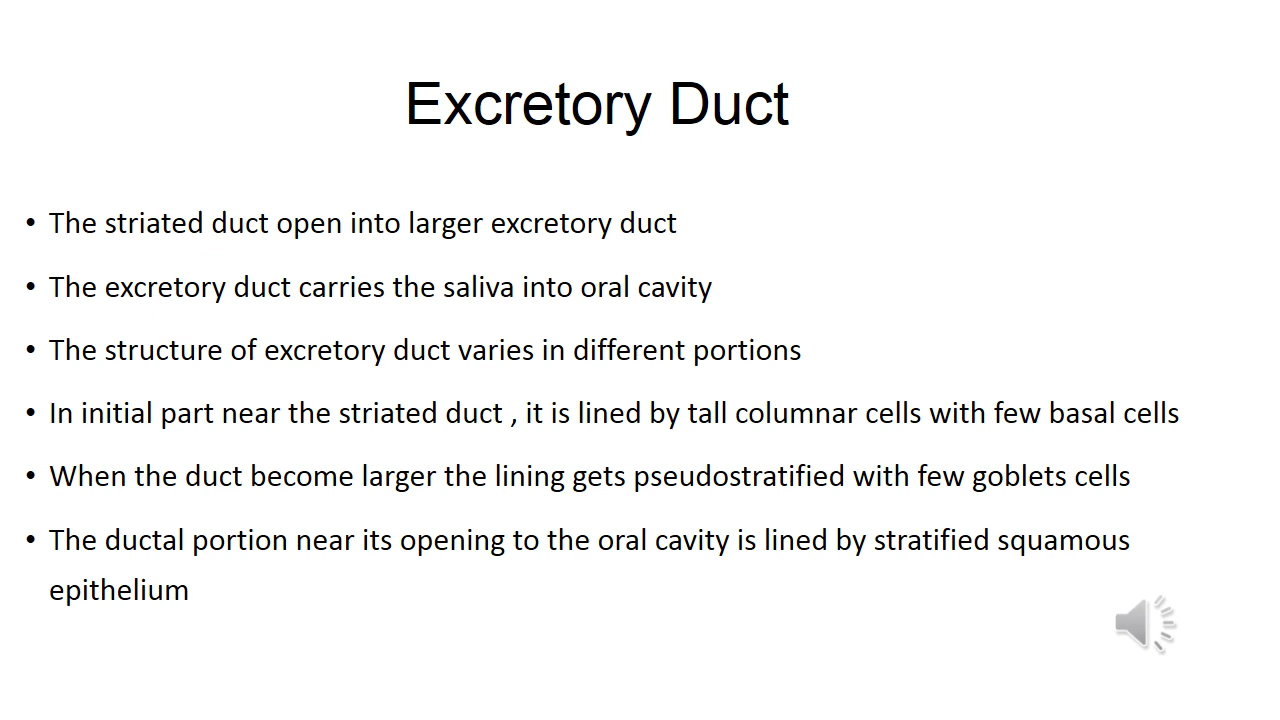 Excretory Duct
• The striated duct open into larger excretory duct
• The excretory duct carries the saliva into oral cavity
• The structure of excretory duct varies in different portions
• In initial part near the striated duct , it is lined by tall columnar cells with few basal cells
• When the duct become larger the lining gets pseudostratified with few goblets cells
• The ductal portion near its opening to the oral cavity is lined by stratified squamous
epithelium